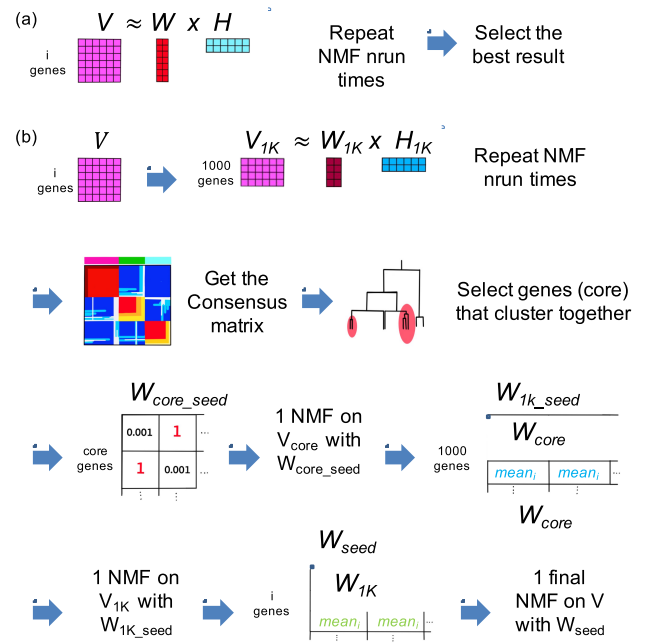 (a) V ≈ W x H
i
genes
Repeat
NMF nrun
times
Select the
best result
(b) V
i
genes
1000
genes
V1K ≈ W1K x H1K
Repeat NMF
nrun times
Get the
Consensus
matrix
Select genes (core)
that cluster together
Wcore_seed
core
genes
0.001 1 ...
1 0.001 ...
⋮ ⋮
1 NMF on
Vcore with
Wcore_seed
W1k_seed
Wcore
1000
genes
meani meani ...
⋮ ⋮
Wcore
1 NMF on
V1K with
W1K_seed
Wseed
W1K
i
genes
meani meani ...
⋮ ⋮
1 final
NMF on V
with Wseed